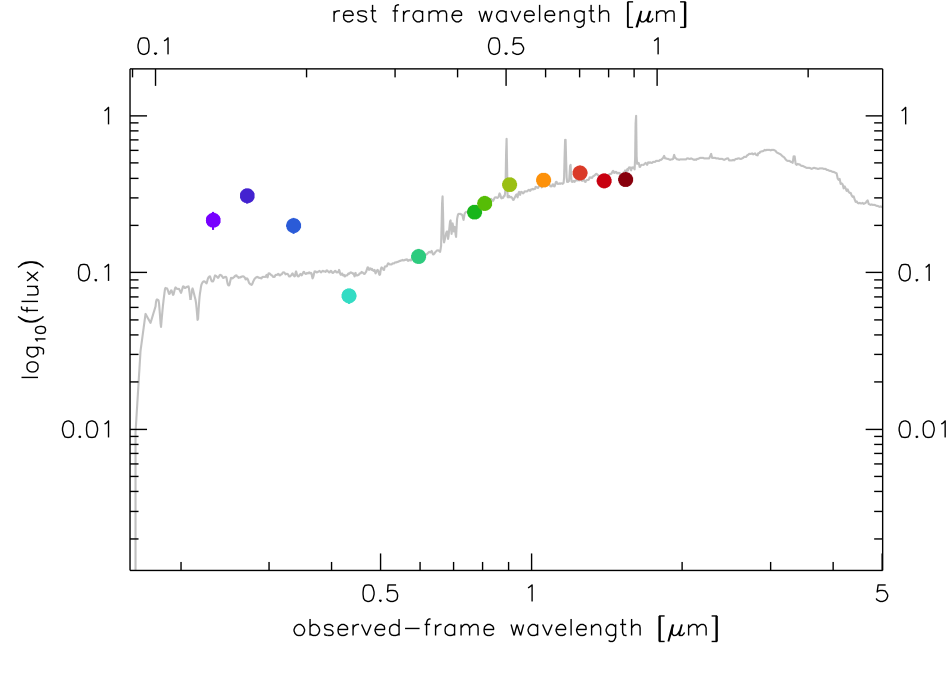 rest frame wavelength [μm]
0.1 0.5 1
1 1
0.1 0.1
log10(flux)
0.01 0.01
0.5 1 5
observed-frame wavelength [μm]